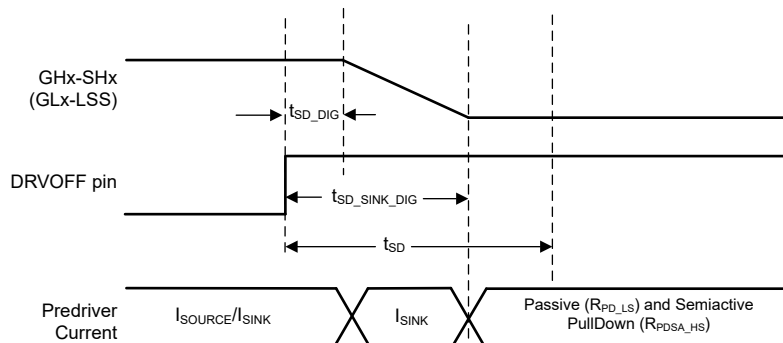 GHx-SHx
(GLx-LSS)
tSD_DIG
DRVOFF pin
tSD_SINK_DIG
tSD
Predriver
Current
ISOURCE/ISINK
ISINK
Passive (RPD_LS) and Semiactive
PullDown (RPDSA_HS)